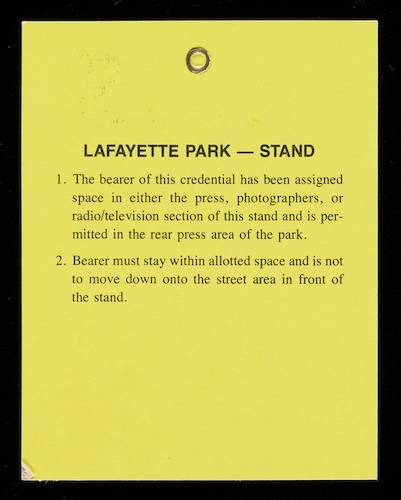 LAFAYETTE PARK — STAND
1. The bearer of this credential has been assigned
space in either the press, photographers, or
radio/television section of this stand and is per-
mitted in the rear press area of the park.
2. Bearer must stay within allotted space and is not
to move down onto the street area in front of
the stand.